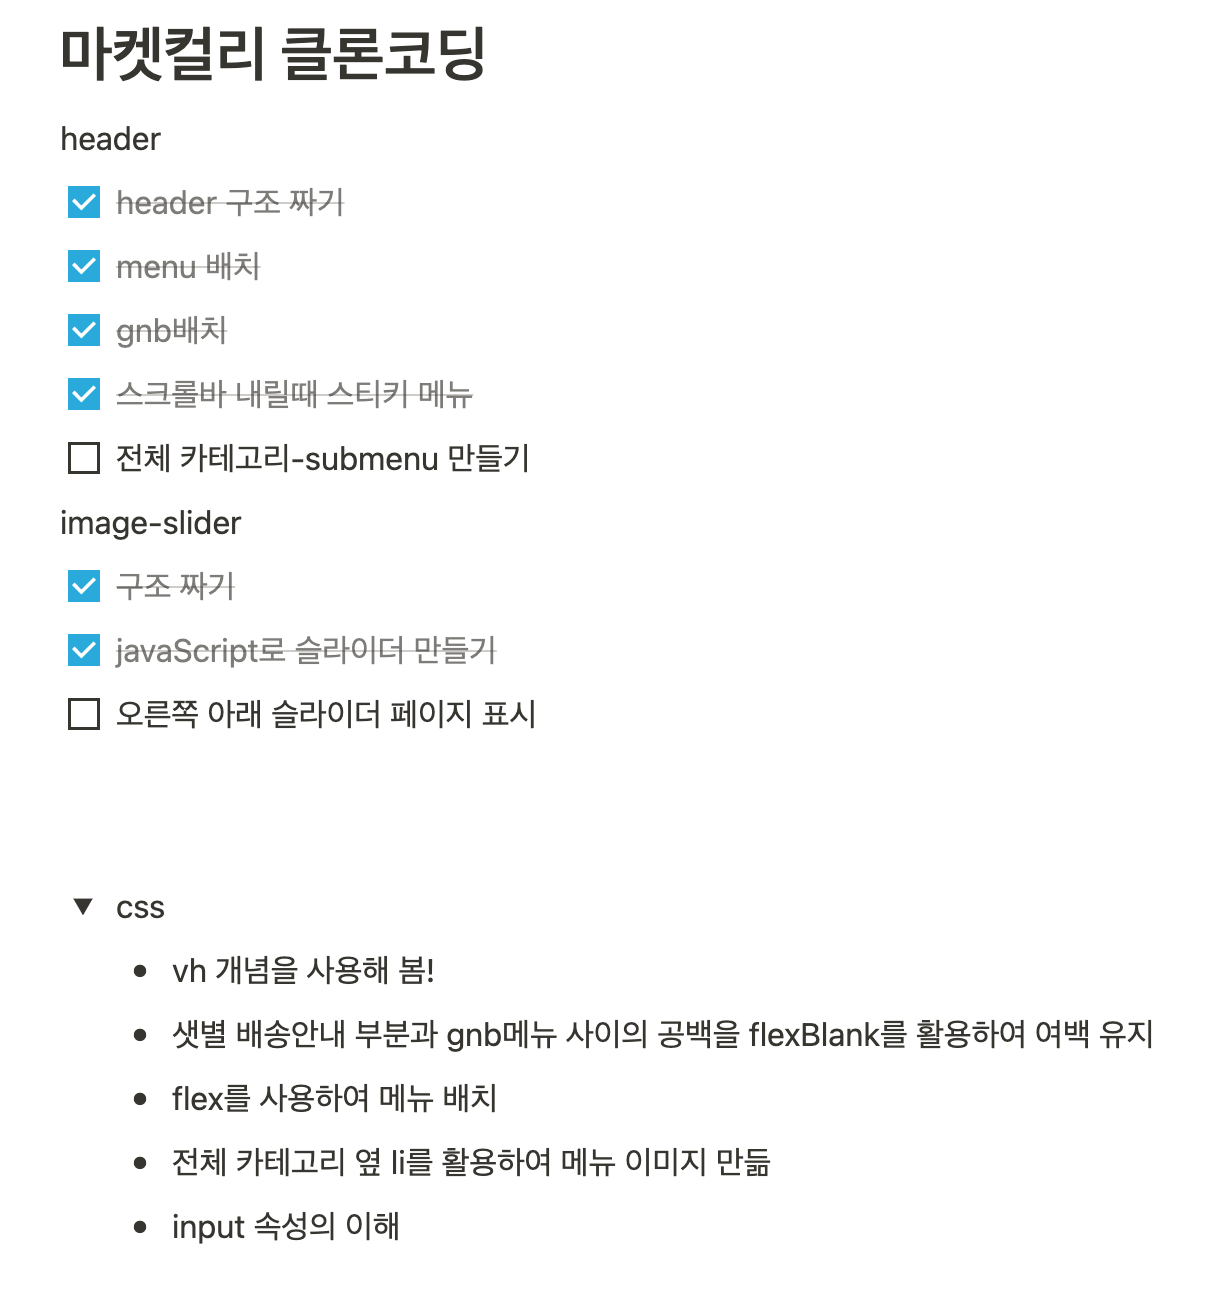 마켓컬리 클론코딩
header
header 구조 짜기
menu 배치
gnb배치
스크롤바 내릴때 스티키 메뉴
전체 카테고리-submenu 만들기
image-slider
구조 짜기
javaScript로 슬라이더 만들기
오른쪽 아래 슬라이더 페이지 표시
css
vh 개념을 사용해 봄!
샛별 배송안내 부분과 gnb메뉴 사이의 공백을 flexBlank를 활용하여 여백 유지
flex를 사용하여 메뉴 배치
전체 카테고리 옆 li를 활용하여 메뉴 이미지 만듦
input 속성의 이해